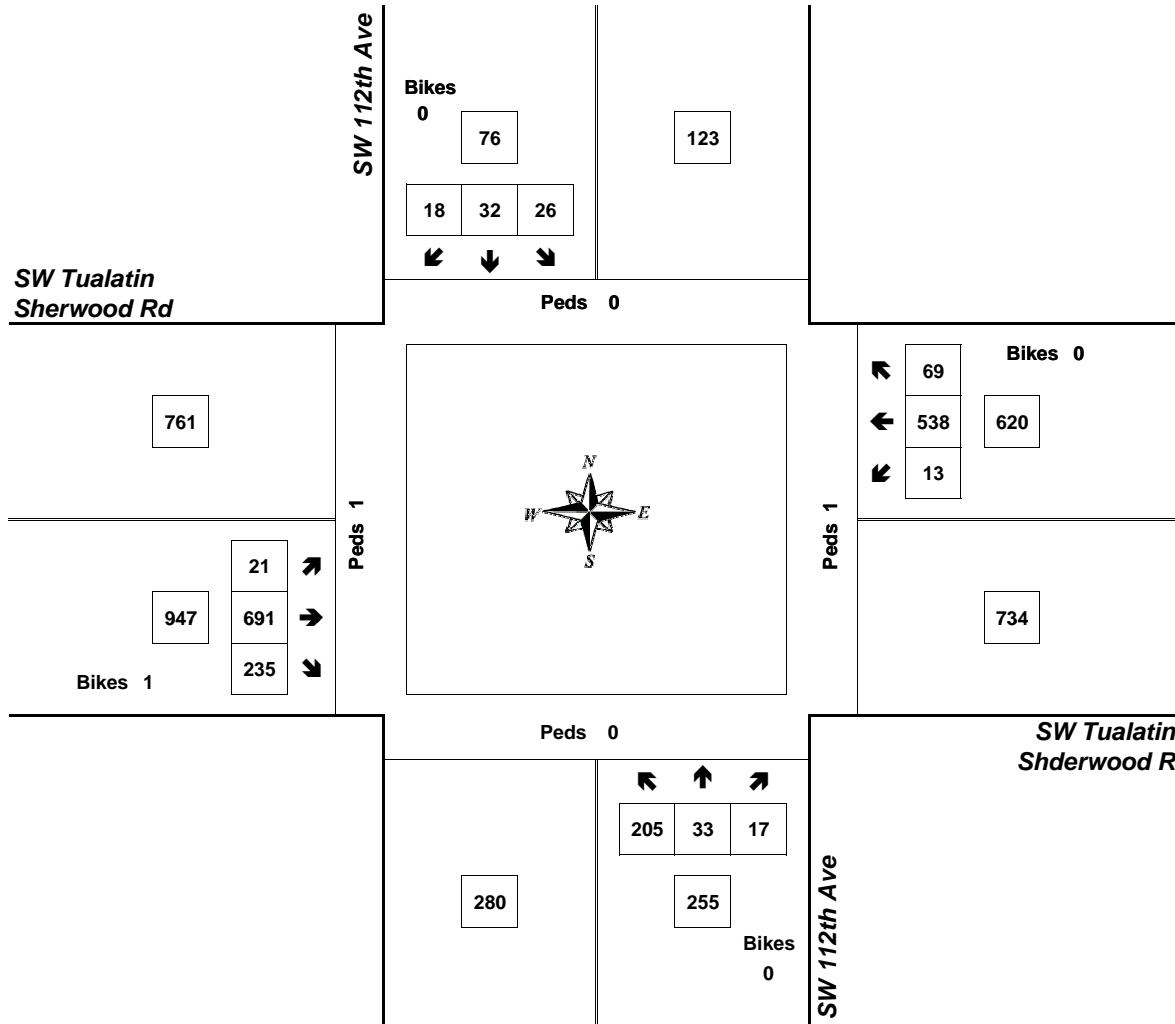 SW 112th Ave
Bikes
0
76
123
18 32 26
SW Tualatin
Sherwood Rd
Peds 0
69
Bikes 0
761
538
620
13
N
W E
S
Peds 1
Peds 1
21
947
691
734
235
Bikes 1
Peds 0
SW Tualatin
Shderwood R
205 33 17
280
255
Bikes
0
SW 112th Ave